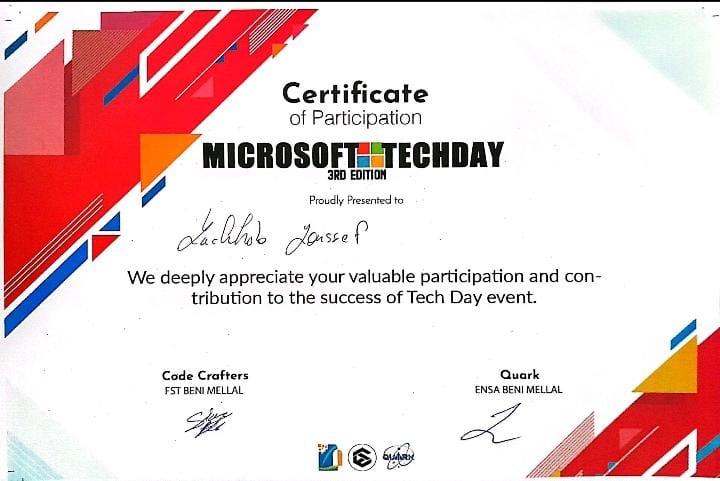 Certificate
of Participation
MICROSOFT TECHDAY
3RD EDITION
Proudly Presented to
Youssef
We deeply appreciate your valuable participation and con-
tribution to the success of Tech Day event.
Code Crafters
FST BENI MELLAL
Quark
ENSA BENI MELLAL
QUARK